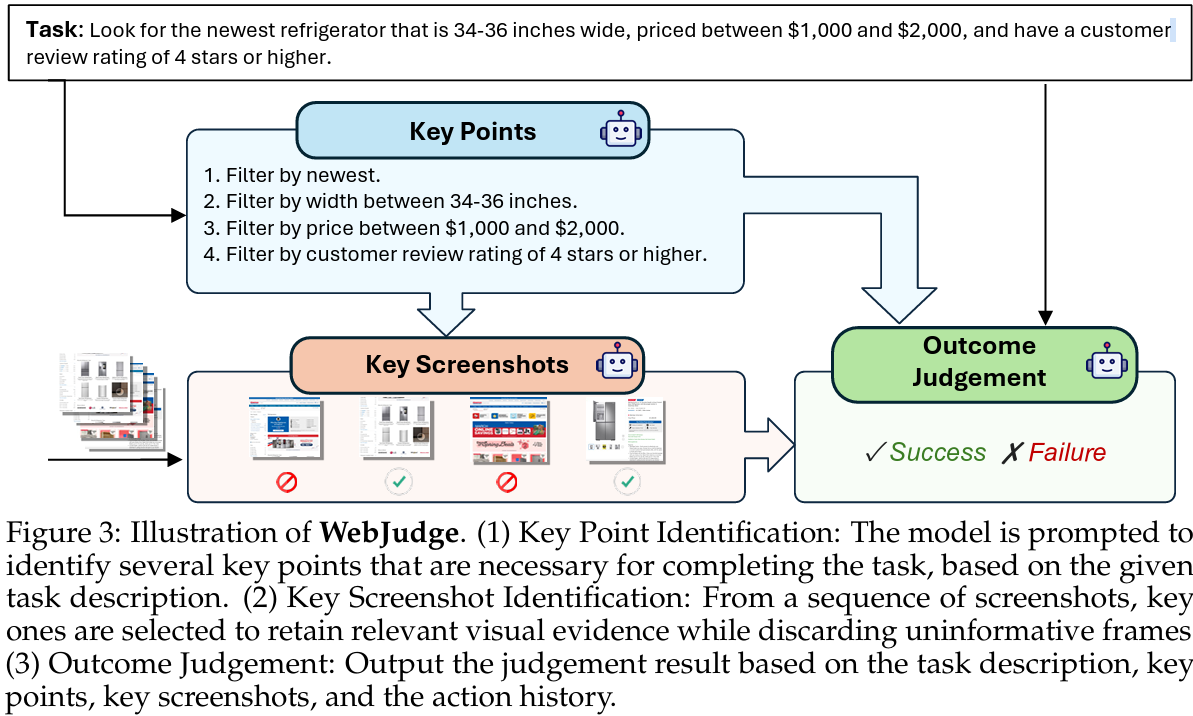 Task: Look for the newest refrigerator that is 34-36 inches wide, priced between $1,000 and $2,000, and have a customer
review rating of 4 stars or higher.
Key Points
1. Filter by newest.
2. Filter by width between 34-36 inches.
3. Filter by price between $1,000 and $2,000.
4. Filter by customer review rating of 4 stars or higher.
Key Screenshots
Outcome
Judgement
✓ Success ✗ Failure
Figure 3: Illustration of WebJudge. (1) Key Point Identification: The model is prompted to
identify several key points that are necessary for completing the task, based on the given
task description. (2) Key Screenshot Identification: From a sequence of screenshots, key
ones are selected to retain relevant visual evidence while discarding uninformative frames
(3) Outcome Judgement: Output the judgement result based on the task description, key
points, key screenshots, and the action history.